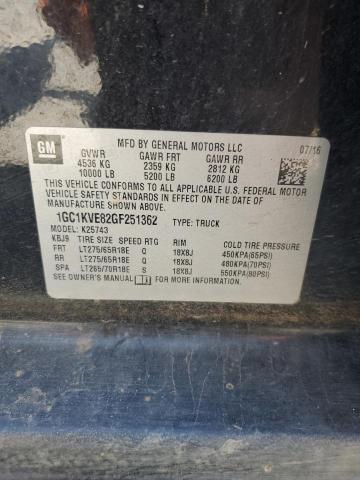 GM
MFD BY GENERAL MOTORS LLC
07/16
GVWR GAWR FRT GAWR RR
4536 KG 2359 KG 2812 KG
10000 LB 5200 LB 6200 LB
THIS VEHICLE CONFORMS TO ALL APPLICABLE U.S. FEDERAL MOTOR
VEHICLE SAFETY STANDARDS IN EFFECT ON THE DATE OF
MANUFACTURE SHOWN ABOVE.
1GC1KVE82GF251362 TYPE: TRUCK
MODEL: K25743
KBJ9 TIRE SIZE SPEED RTG RIM COLD TIRE PRESSURE
FRT LT275/65R18E Q 18X8J 450KPA(65PSI)
RR LT275/65R18E Q 18X8J 480KPA(70PSI)
SPA LT265/70R18E S 18X8J 550KPA(80PSI)
SEE OWNER'S MANUAL FOR MORE INFORMATION